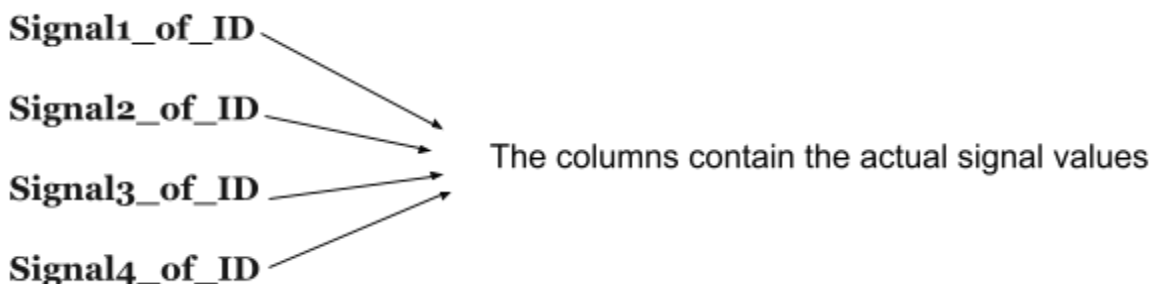 Signal1_of_ID
Signal2_of_ID
The columns contain the actual signal values
Signal3_of_ID
Signal4_of_ID